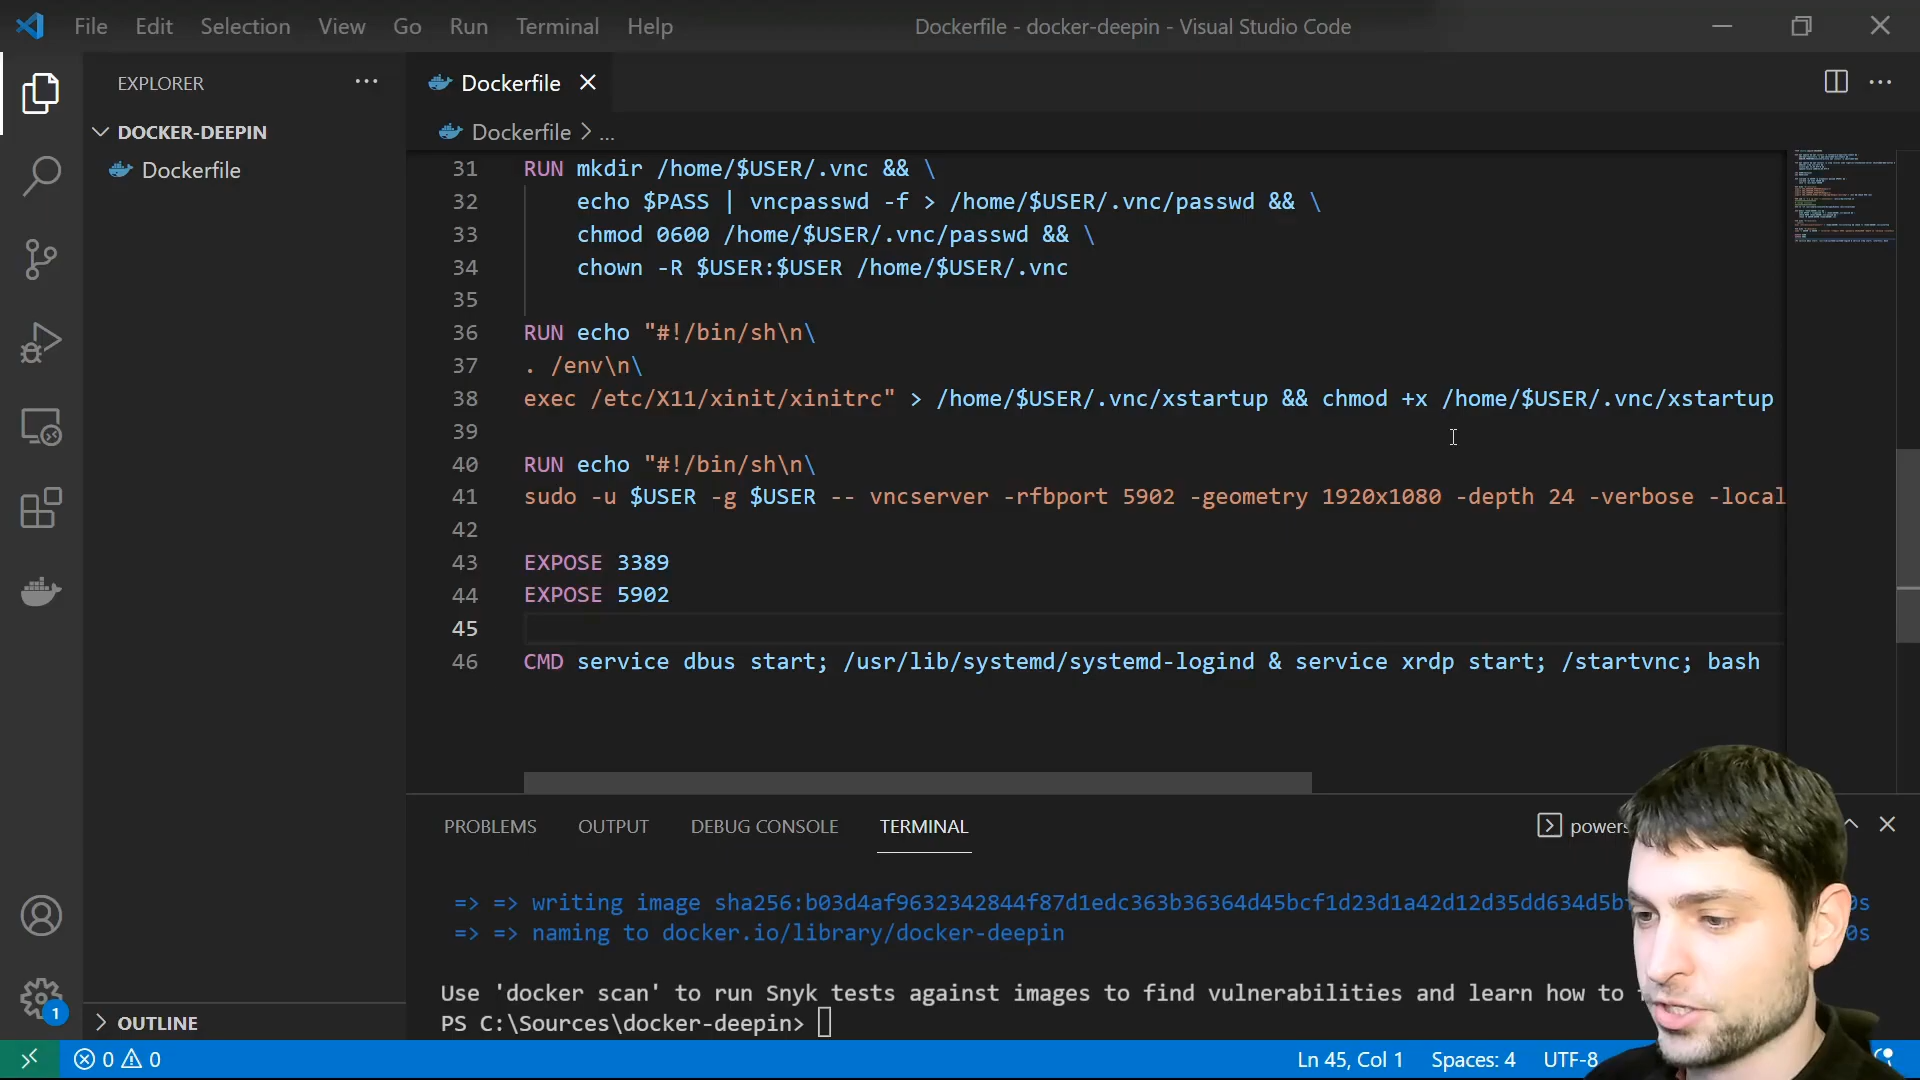 File Edit Selection View Go Run Terminal Help Dockerfile - docker-deepin - Visual Studio Code
EXPLORER ...
DOCKER-DEEPIN
Dockerfile
OUTLINE
1
Dockerfile
Dockerfile > ...
31 RUN mkdir /home/$USER/.vnc && \
32 echo $PASS | vncpasswd -f > /home/$USER/.vnc/passwd && \
33 chmod 0600 /home/$USER/.vnc/passwd && \
34 chown -R $USER:$USER /home/$USER/.vnc
35
36 RUN echo "#!/bin/sh\n\
37 . /env\n\
38 exec /etc/X11/xinit/xinitrc" > /home/$USER/.vnc/xstartup && chmod +x /home/$USER/.vnc/xstartup
39
40 RUN echo "#!/bin/sh\n\
41 sudo -u $USER -g $USER -- vncserver -rfbport 5902 -geometry 1920x1080 -depth 24 -verbose -local
42
43 EXPOSE 3389
44 EXPOSE 5902
45
46 CMD service dbus start; /usr/lib/systemd/systemd-logind & service xrdp start; /startvnc; bash
PROBLEMS OUTPUT DEBUG CONSOLE TERMINAL powers
=> => writing image sha256:b03d4af9632342844f87d1edc363b36364d45bcf1d23d1a42d12d35dd634d5b 0s
=> => naming to docker.io/library/docker-deepin 0s
Use 'docker scan' to run Snyk tests against images to find vulnerabilities and learn how to
PS C:\Sources\docker-deepin>
0 0 Ln 45, Col 1 Spaces: 4 UTF-8